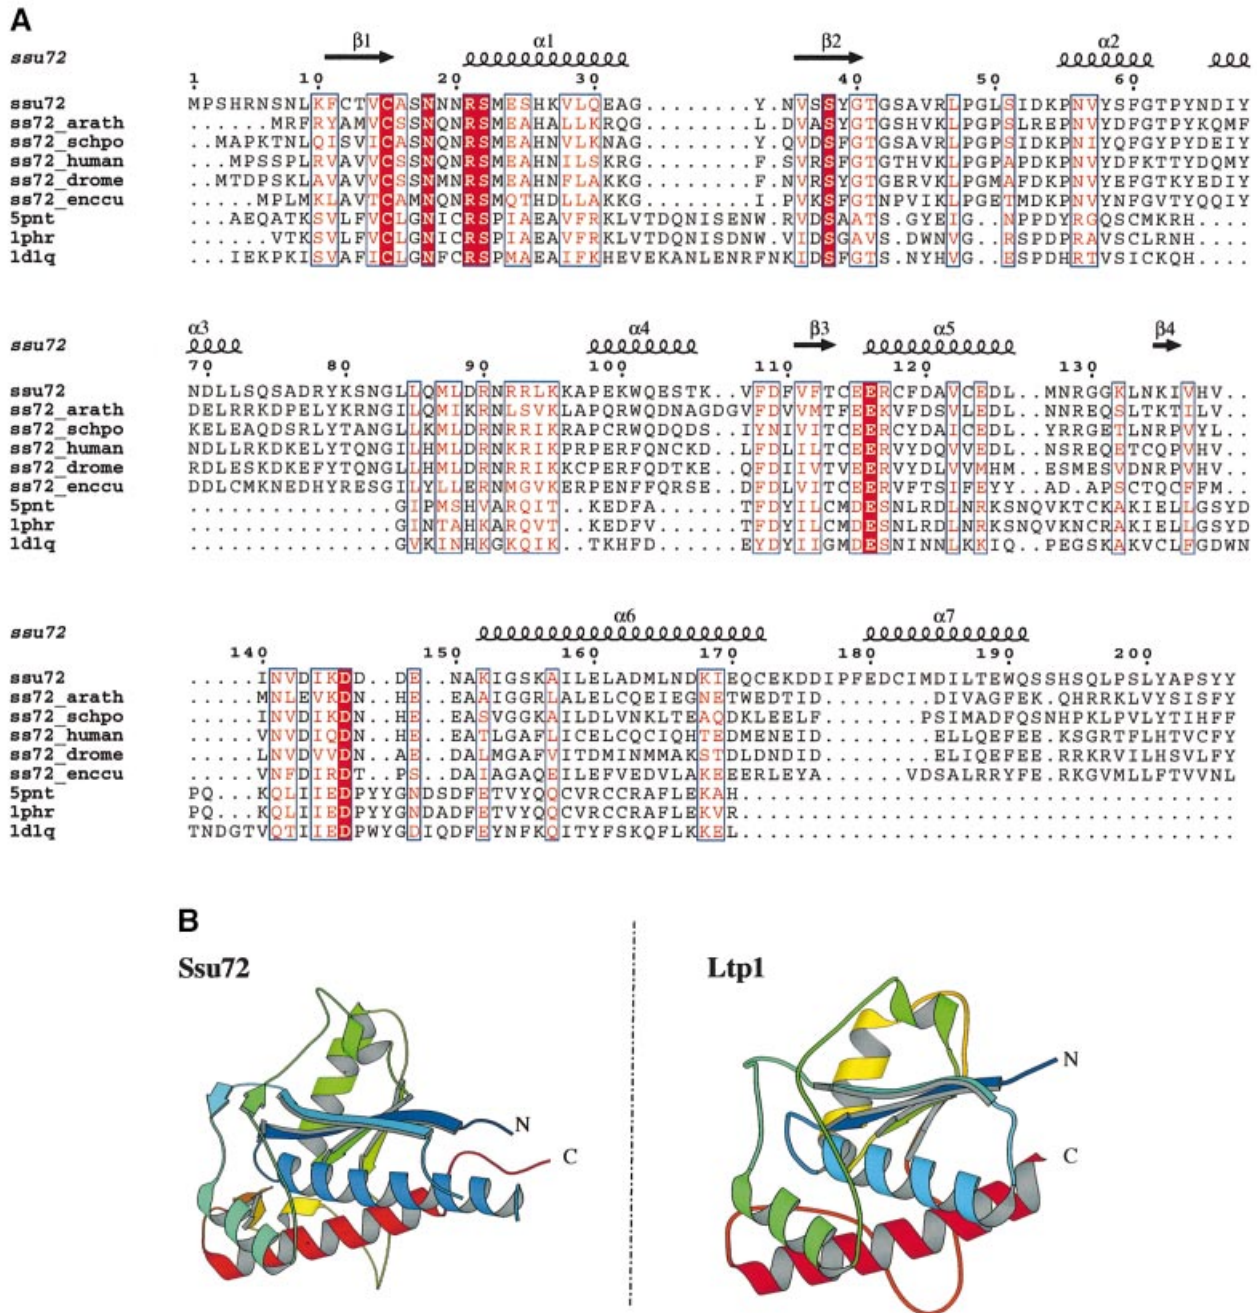 A
β1 α1 β2 α2
ssu72
1 10 20 30 40 50 60
ssu72 MPSHRNSNLKFCTVCASNNNRSMESHKVLQEAG........Y.NVSSYGTGSAVRLPGLSIDKPNVYSFGTPYNDIY
ss72_arath ......MRFRYAMVCSSNQNRSMEAHALLKRQG........L.DVASYGTGSHVKLPGPSLREPNVYDFGTPYKQMF
ss72_schpo ..MAPKTNLQISVICASNQNRSMEAHNVLKNAG........Y.QVDSFGTGSAVRLPGPSIDKPNIYQFGTPYDEIY
ss72_human ....MPSSPLRVAVVCSSNQNRSMEAHNILSKRG........F.SVRSFGTGTHVKLPGPAPDKPNVYDFKTTYDQMY
ss72_drome ..MTDPSKLAVAVVCSSNMNRSMEAHNFLAKKG........F.NVRSYGTGERVKLPGMAFDKPNVYEFGTKYEDIY
ss72_enccu ....MPLMKLAVTCAMNQNRSMQTHDLLAKKG........I.PVKSFGTNPVIKLPGETMDKPNVYNFGVTYQQIY
5pnt ...AEQATKSVLFVCLGNICRSPIAEAVFRKLVTDQNISENW.RVDSAATS.GYEIG..NPPDYRGQSCMKRH....
1phr ......VTKSVLFVCLGNICRSPIAEAVFRKLVTDQNISDNW.VIDSGAVS.DWNVG..RSPDPRAVSCLRNH....
1d1q ...IEKPKISVAFICLGNFCRSPMAEAIFKHEVEKANLENRFNKIDSFGTS.NYHVG..ESPDHRTVSICKQH....
α3 α4 β3 α5 β4
ssu72
70 80 90 100 110 120 130
ssu72 NDLLSQSADRYKSNGLLQMLDRNRRLKKAPEKWQESTK..VFDFVFTCEERCFDAVCEDL..MNRGGKLNKIVHV.
ss72_arath DELRRKDPELYKRNGILQMIKRNLSVKLAPQRWQDNAGDGVFDVVMTFEEKVFDSVLEDL..NNREQSLTKTILV..
ss72_schpo KELEAQDSRLYTANGLLKMLDRNRRIKRAPCRWQDQDS..IYNIVITCEERCYDAICEDL..YRRGETLNRPVYL..
ss72_human NDLLRKDKELYTQNGILHMLDRNKRIKPRPERFQNCKD..LFDLILTCEERVYDQVVEDL..NSREQETCQPVHV..
ss72_drome RDLESKDKEFYTQNGLLHMLDRNKRIKKCPERFQDTKE..QFDIIVTVEERVYDLVVMHM..ESMESVDNRPVHV..
ss72_enccu DDLCMKNEDHYRESGILYLLERNMGVKERPENFFQRSE..DFDLVITCEERVFTSIFEYY..AD.APSCTQCFFM..
5pnt ................GIPMSHVARQIT..KEDFA......TFDYILCMDESNLRDLNRKSNQVKTCKAKIELLGSYD
1phr ................GINTAHKARQVT..KEDFV......TFDYILCMDESNLRDLNRKSNQVKNCRAKIELLGSYD
1d1q ................GVKINHKGKQIK..TKHFD......EYDYIIGMDESNINNLKKIQ..PEGSKAKVCLFGDWN
α6 α7
ssu72
140 150 160 170 180 190 200
ssu72 .....INVDIKDD..DE..NAKIGSKAILELADMLNDKIEQCEKDDIPFEDCIMDILTEWQSSHSQLPSLYAPSYY
ss72_arath .....MNLEVKDN..HE..EAAIGGRLALELCQEIEGNETWEDTID........DIVAGFEK.QHRRKLVYSISFY
ss72_schpo .....INVDIKDN..HE..EASVGGKAILDLVNKLTEAQDKLEELF......PSIMADFQSNHPKLPVLYTIHFF
ss72_human .....VNVDIQDN..HE..EATLGAFLICELCQCIQHTEDMENEID........ELLQEFEE.KSGRTFLHTVCFY
ss72_drome .....LNVDVVDN..AE..DALMGAFVITDMINMMAKSTDLDNDID........ELIQEFEE.RRKRVILHSVLFY
ss72_enccu .....VNFDIRDT..PS..DAIAGAQEILEFVEDVLAKEEERLEYA......VDSALRRYFE.RKGVMLLFTVVNL
5pnt PQ...KQLIIEDPYYGNDSDFETVYQQCVRCCRAFLEKAH....................................
1phr PQ...KQLIIEDPYYGNDADFETVYQQCVRCCRAFLEKVR....................................
1d1q TNDGTVQTIIEDPWYGDIQDFEYNFKQITYFSKQFLKKEL....................................
B
Ssu72 Ltp1
N N
C C